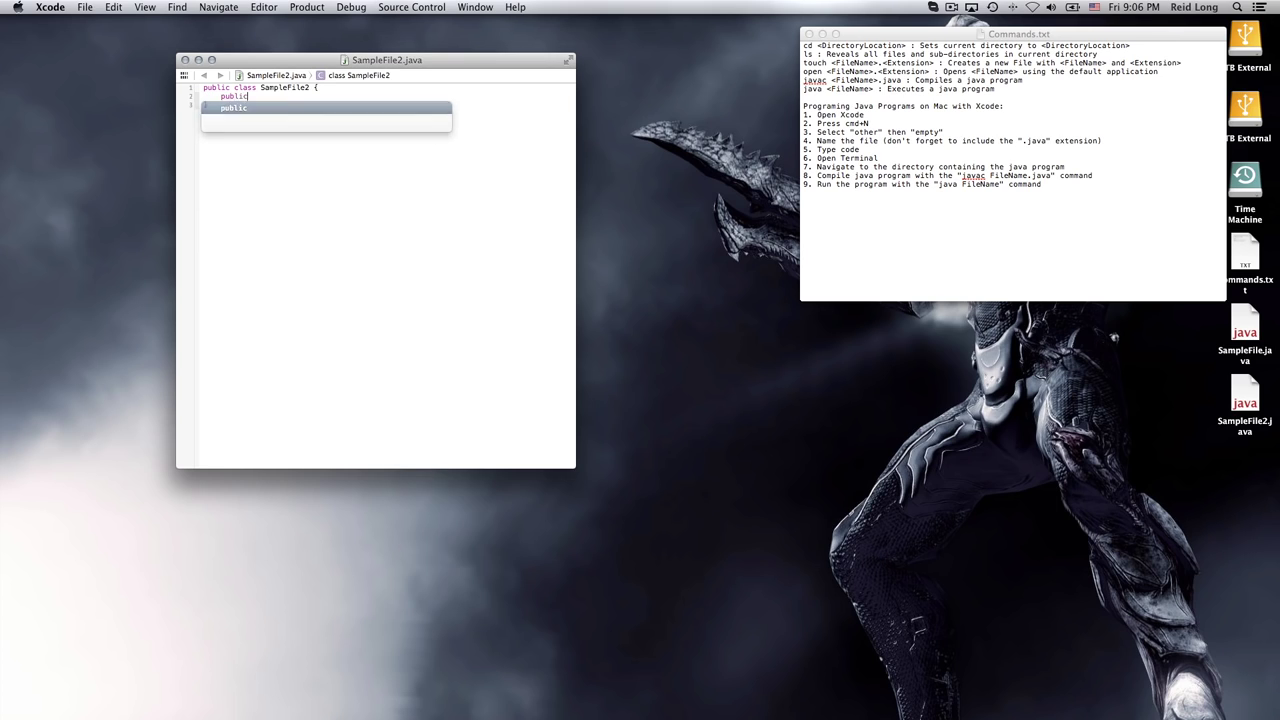 Xcode File Edit View Find Navigate Editor Product Debug Source Control Window Help Fri 9:06 PM Reid Long
SampleFile2.java
SampleFile2.java class SampleFile2
1 public class SampleFile2 {
2 public
3
public
Commands.txt
cd <DirectoryLocation> : Sets current directory to <DirectoryLocation>
ls : Reveals all files and sub-directories in current directory
touch <FileName>.<Extension> : Creates a new File with <FileName> and <Extension>
open <FileName>.<Extension> : Opens <FileName> using the default application
javac <FileName>.java : Compiles a java program
java <FileName> : Executes a java program
Programing Java Programs on Mac with Xcode:
1. Open Xcode
2. Press cmd+N
3. Select "other" then "empty"
4. Name the file (don't forget to include the ".java" extension)
5. Type code
6. Open Terminal
7. Navigate to the directory containing the java program
8. Compile java program with the "javac FileName.java" command
9. Run the program with the "java FileName" command
TB External
TB External
Time
Machine
TXT
mmands.tx
t
java
SampleFile.ja
va
java
SampleFile2.j
ava